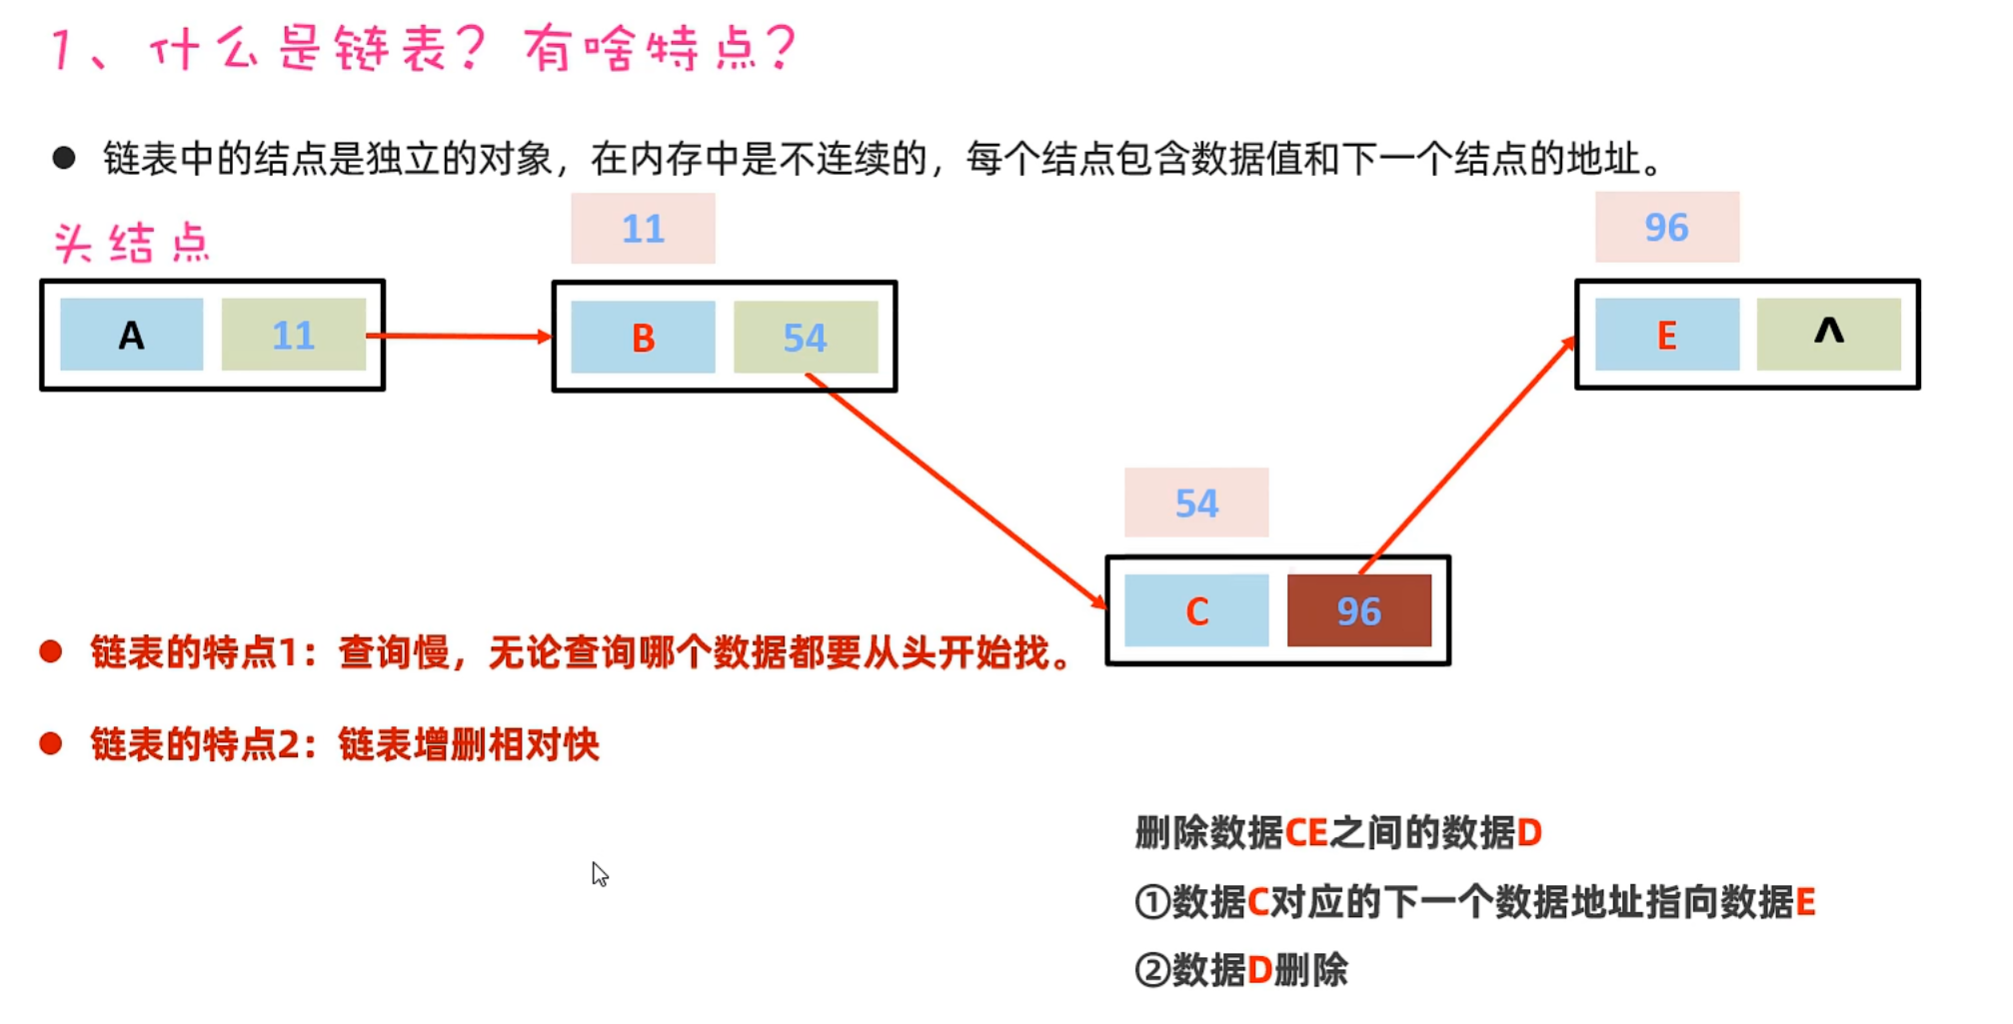 1、什么是链表？有啥特点？
链表中的结点是独立的对象，在内存中是不连续的，每个结点包含数据值和下一个结点的地址。
头结点
11
96
A 11
B 54
E ^
54
C 96
链表的特点1：查询慢，无论查询哪个数据都要从头开始找。
链表的特点2：链表增删相对快
删除数据CE之间的数据D
①数据C对应的下一个数据地址指向数据E
②数据D删除